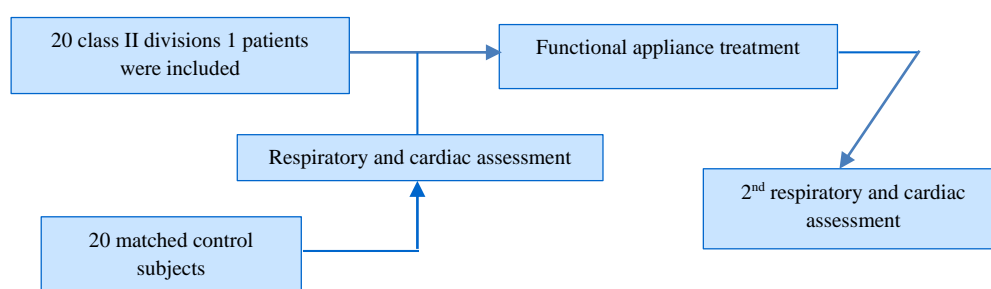 20 class II divisions 1 patients
were included
Functional appliance treatment
Respiratory and cardiac assessment
2nd respiratory and cardiac
assessment
20 matched control
subjects